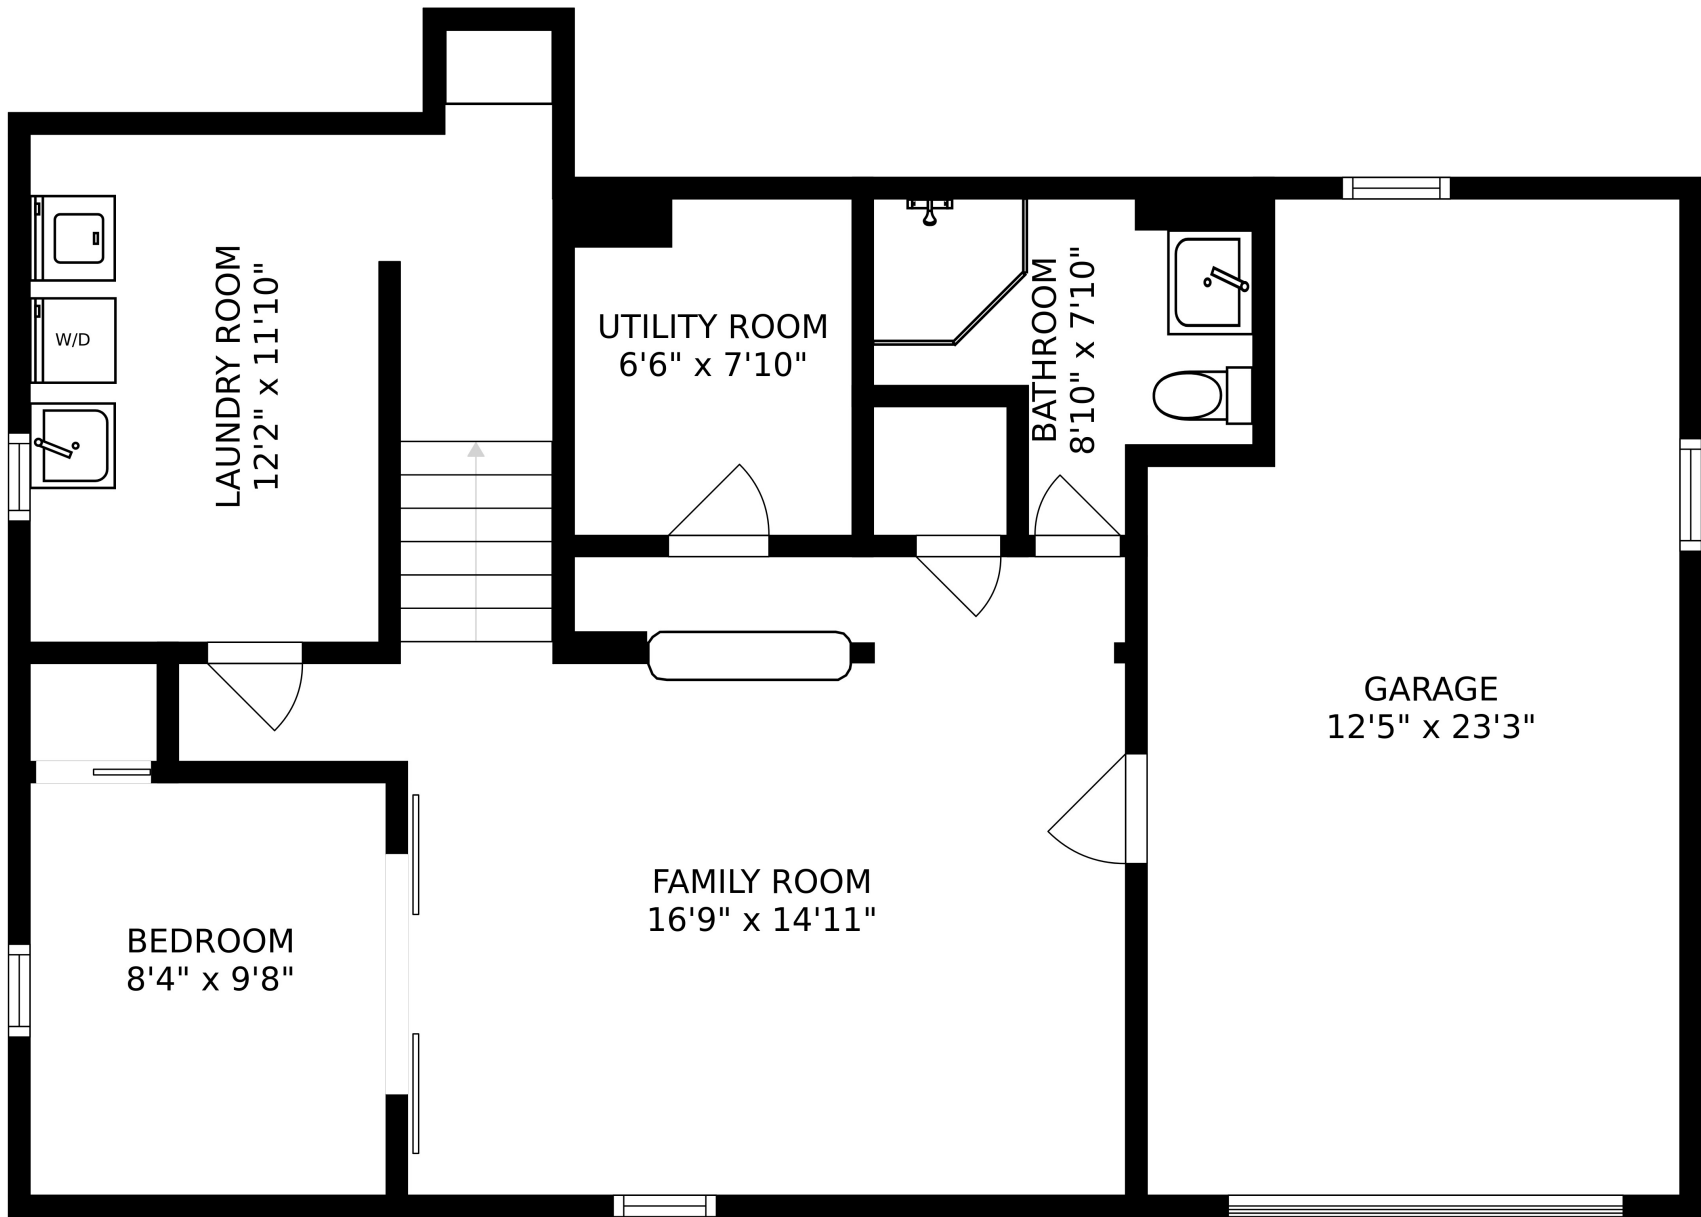 LAUNDRY ROOM
12'2" x 11'10"
W/D
UTILITY ROOM
6'6" x 7'10"
BATHROOM
8'10" x 7'10"
GARAGE
12'5" x 23'3"
FAMILY ROOM
16'9" x 14'11"
BEDROOM
8'4" x 9'8"